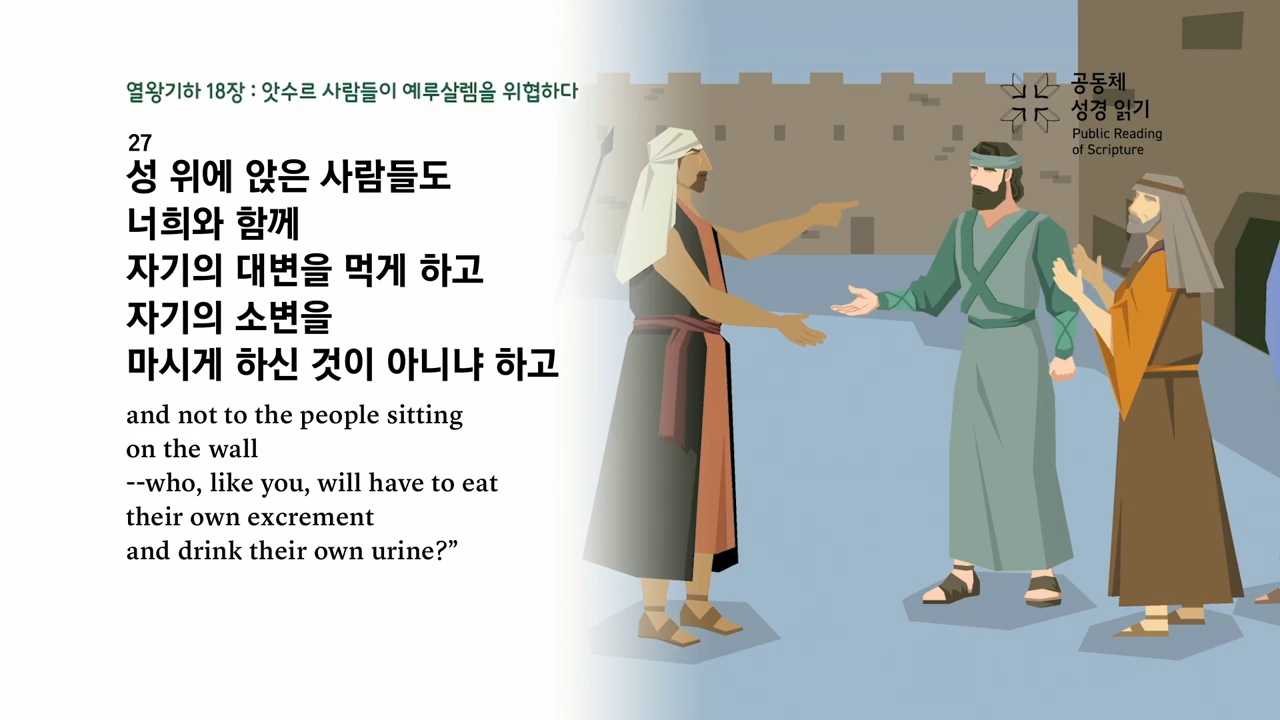 열왕기하 18장 : 앗수르 사람들이 예루살렘을 위협하다
공동체
성경 읽기
Public Reading
of Scripture
27
성 위에 앉은 사람들도
너희와 함께
자기의 대변을 먹게 하고
자기의 소변을
마시게 하신 것이 아니냐 하고
and not to the people sitting
on the wall
--who, like you, will have to eat
their own excrement
and drink their own urine?”